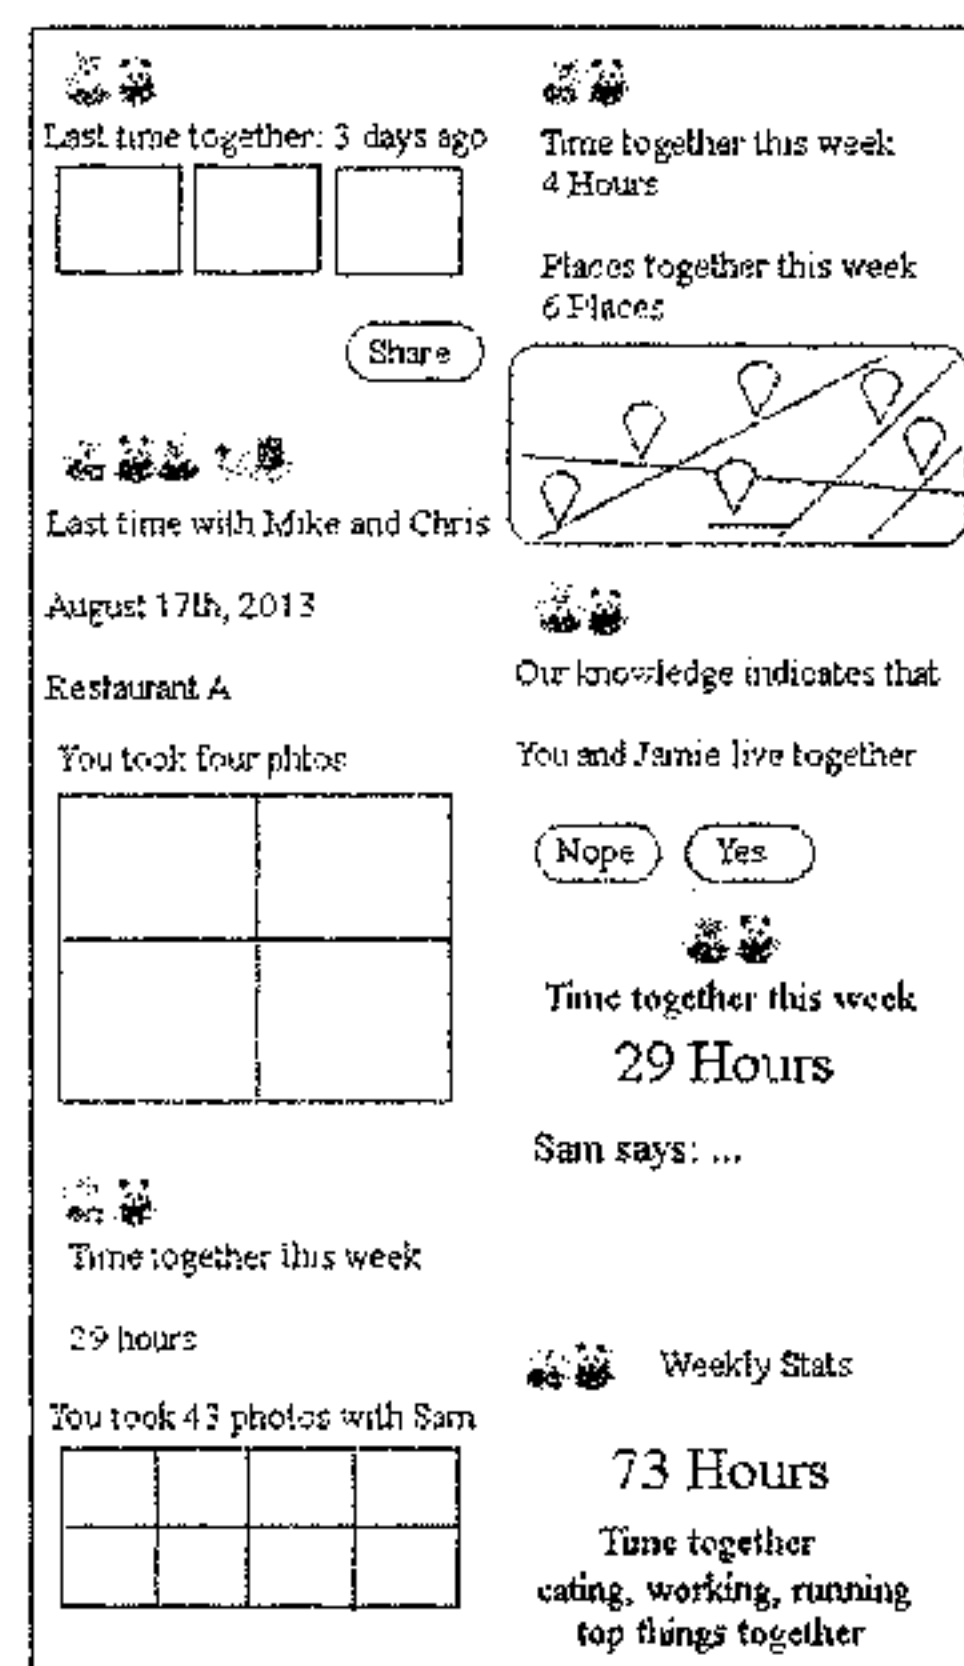 Last time together: 3 days ago
Share
Last time with Mike and Chris
August 17th, 2013
Restaurant A
You took four phtos
Time together this week
29 hours
You took 43 photos with Sam
Time together this week
4 Hours
Places together this week
6 Places
Our knowledge indicates that
You and Jamie live together
Nope
Yes
Time together this week
29 Hours
Sam says: ...
Weekly Stats
73 Hours
Time together
eating, working, running
top things together